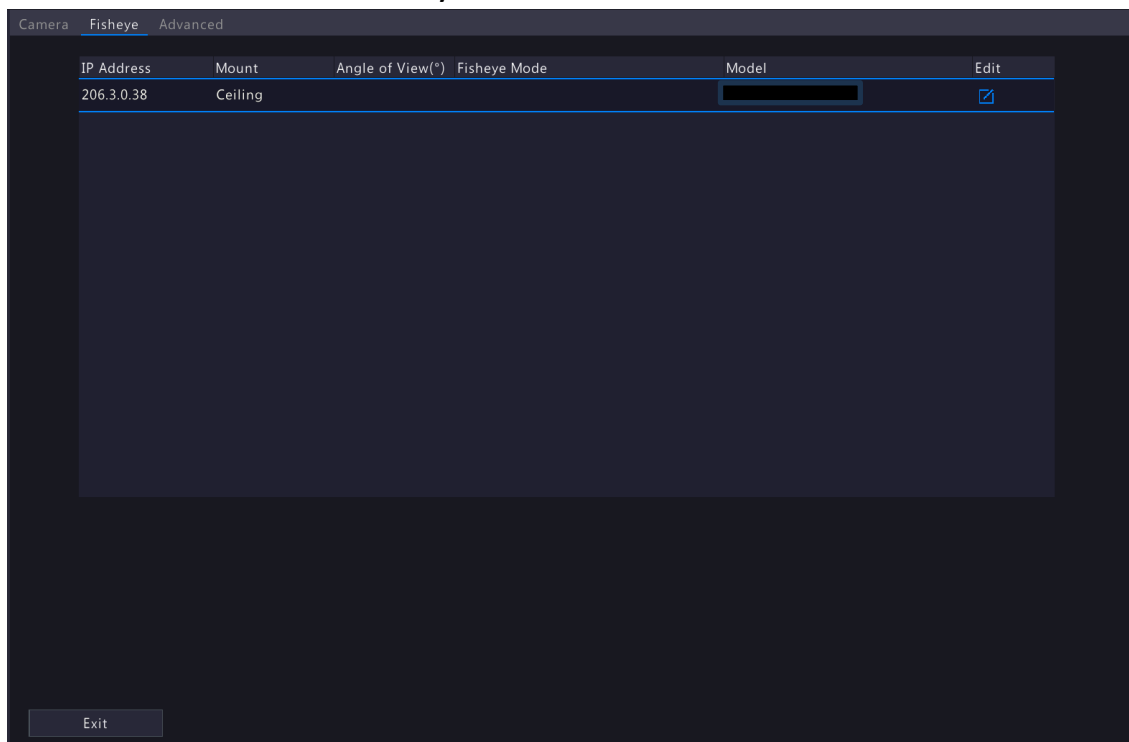 Camera Fisheye Advanced
IP Address Mount Angle of View(°) Fisheye Mode Model Edit
206.3.0.38 Ceiling
Exit